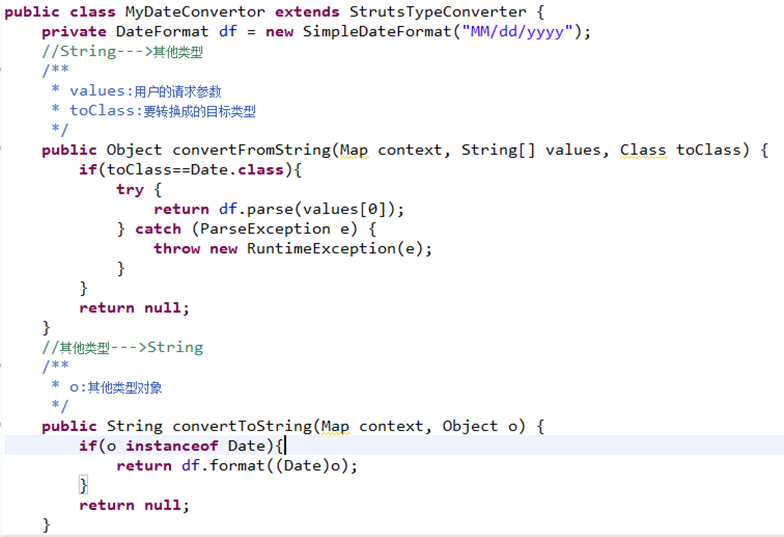 public class MyDateConvertor extends StrutsTypeConverter {
    private DateFormat df = new SimpleDateFormat("MM/dd/yyyy");
    //String--->其他类型
    /**
     * values:用户的请求参数
     * toClass:要转换成的目标类型
     */
    public Object convertFromString(Map context, String[] values, Class toClass) {
        if(toClass==Date.class){
            try {
                return df.parse(values[0]);
            } catch (ParseException e) {
                throw new RuntimeException(e);
            }
        }
        return null;
    }
    //其他类型--->String
    /**
     * o:其他类型对象
     */
    public String convertToString(Map context, Object o) {
        if(o instanceof Date){
            return df.format((Date)o);
        }
        return null;
    }